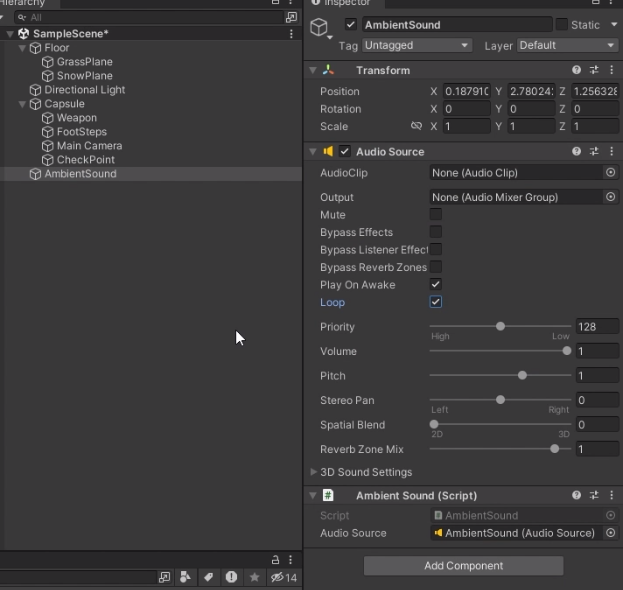 Hierarchy
All
SampleScene*
Floor
GrassPlane
SnowPlane
Directional Light
Capsule
Weapon
FootSteps
Main Camera
CheckPoint
AmbientSound
14
Inspector
AmbientSound
Static
Tag Untagged Layer Default
Transform
Position X 0.18791( Y 2.78024: Z 1.256328
Rotation X 0 Y 0 Z 0
Scale X 1 Y 1 Z 1
Audio Source
AudioClip None (Audio Clip)
Output None (Audio Mixer Group)
Mute
Bypass Effects
Bypass Listener Effect
Bypass Reverb Zones
Play On Awake
Loop
Priority 128
High Low
Volume 1
Pitch 1
Stereo Pan 0
Left Right
Spatial Blend 0
2D 3D
Reverb Zone Mix 1
3D Sound Settings
# Ambient Sound (Script)
Script AmbientSound
Audio Source AmbientSound (Audio Source)
Add Component